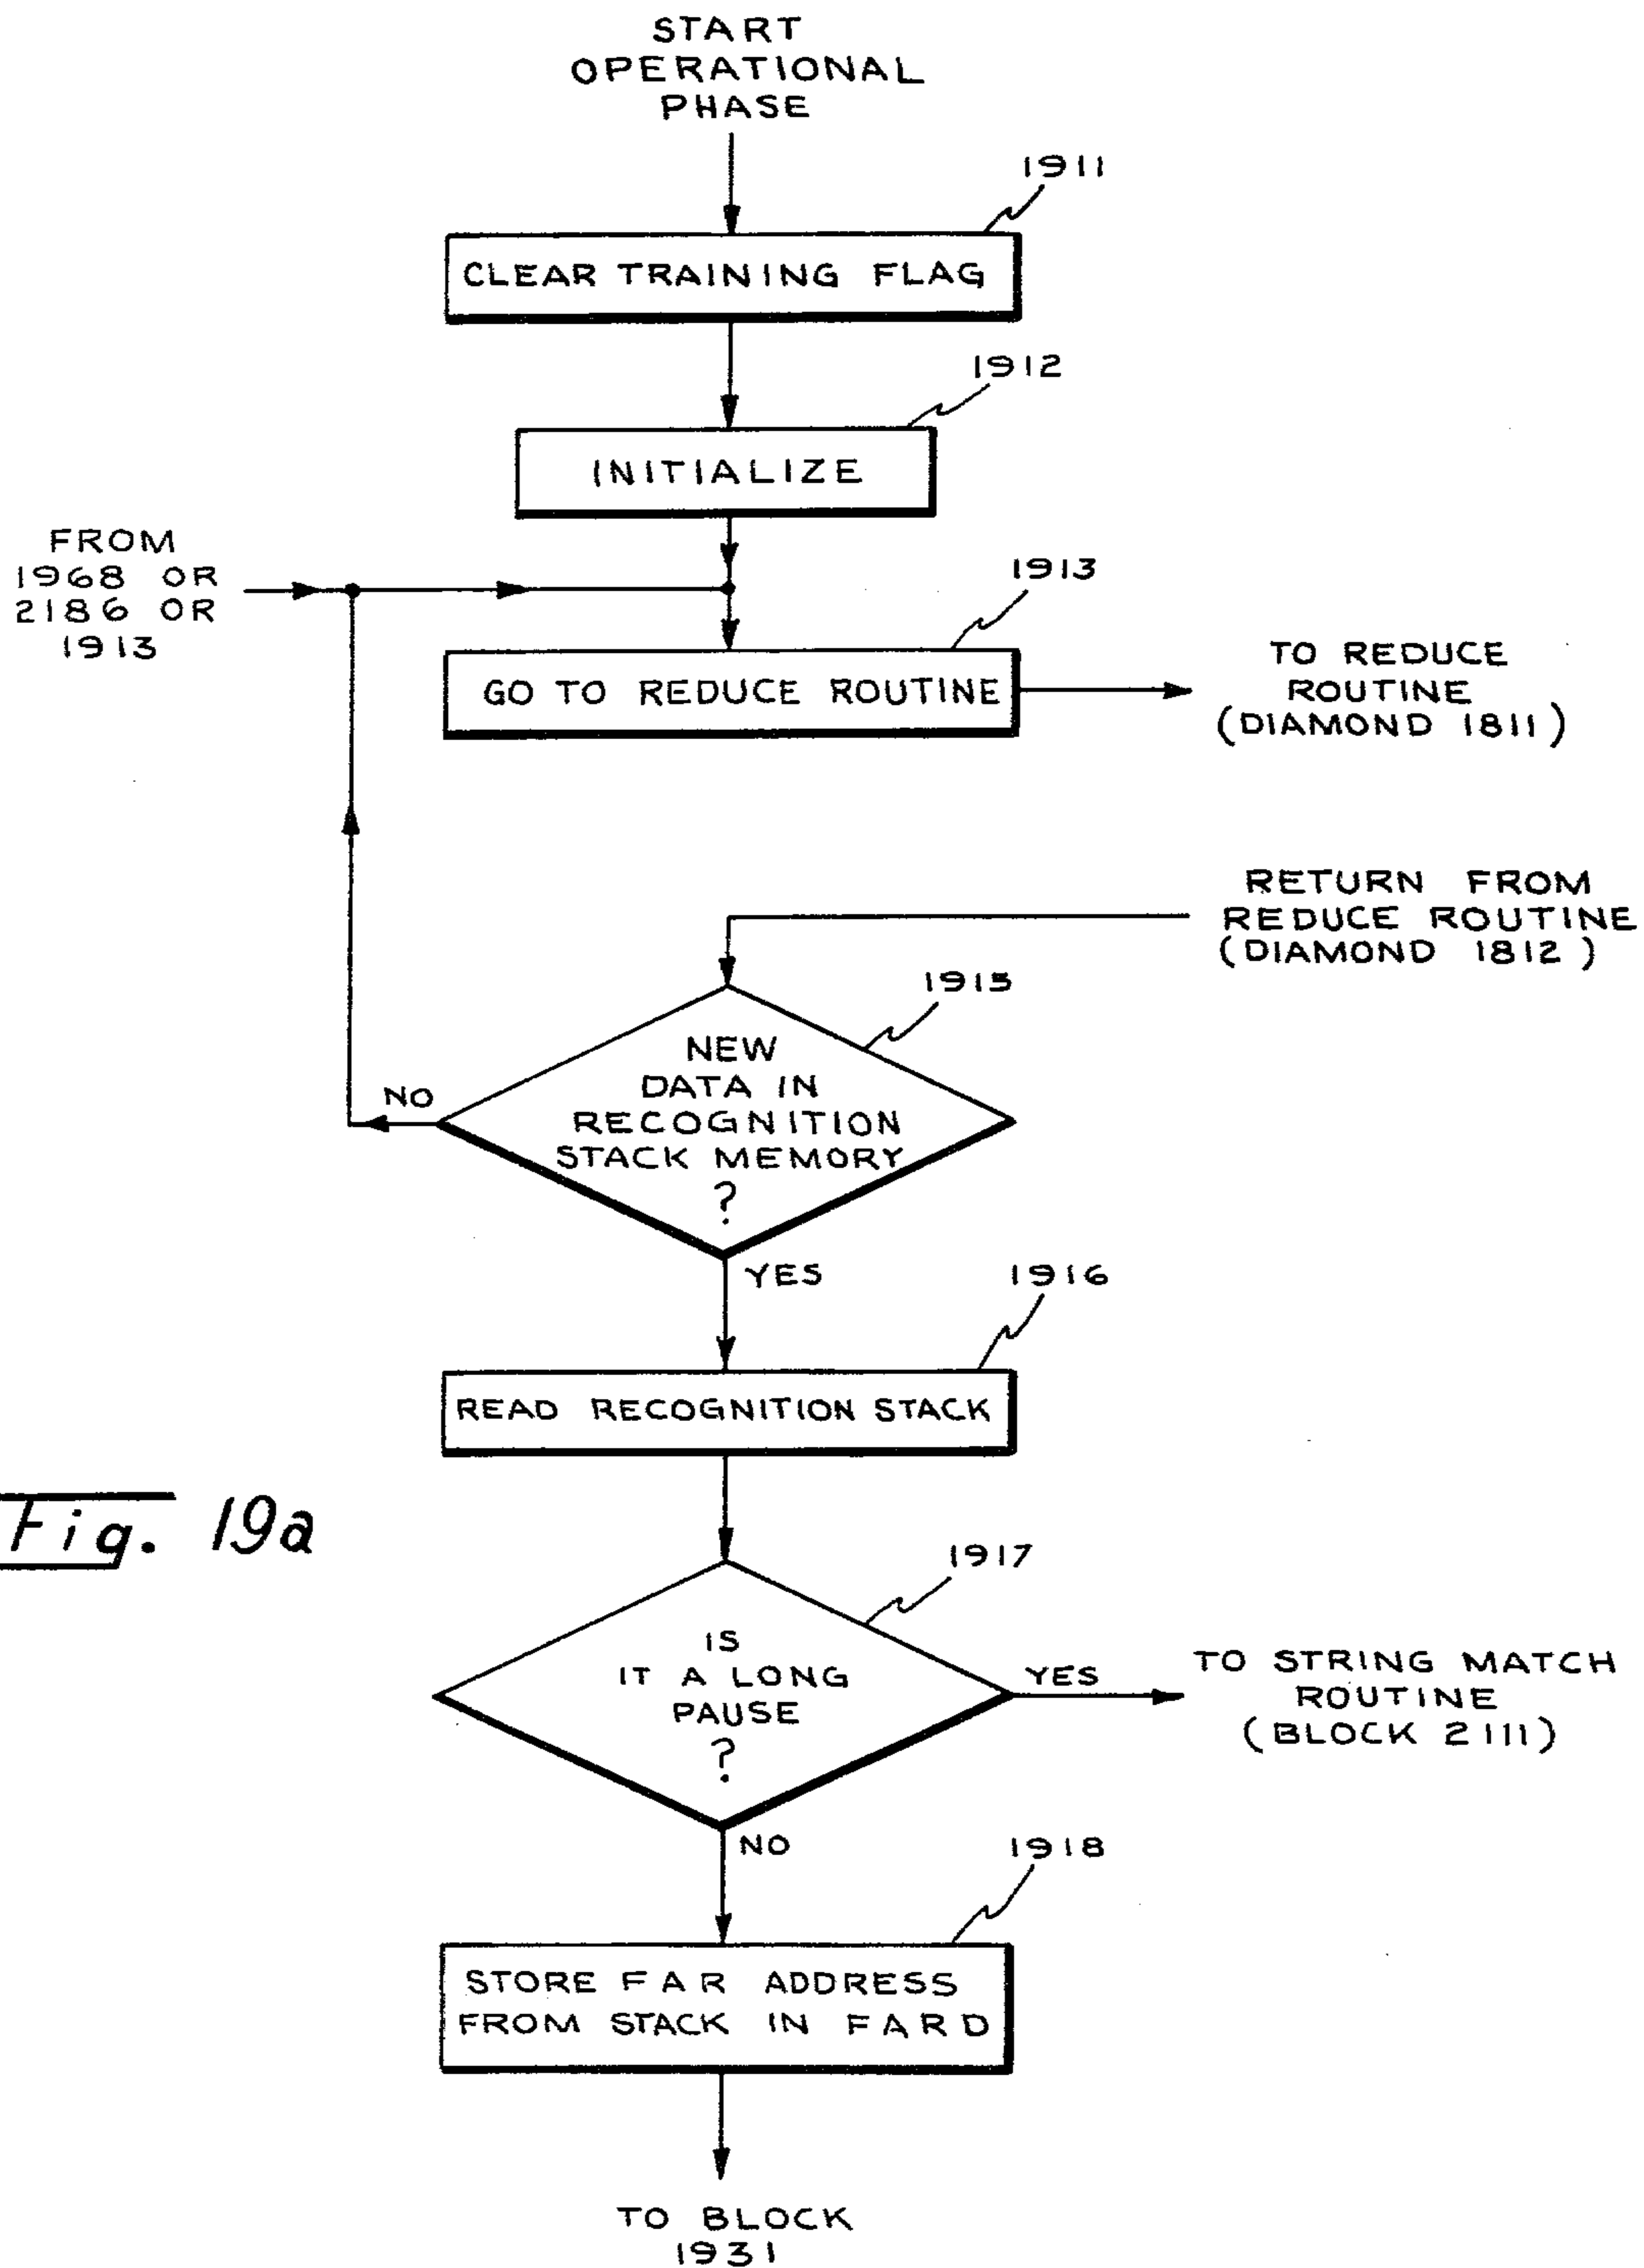 START
OPERATIONAL
PHASE
1911
CLEAR TRAINING FLAG
1912
INITIALIZE
FROM
1968 OR
2186 OR
1913
1913
GO TO REDUCE ROUTINE
TO REDUCE
ROUTINE
(DIAMOND 1811)
RETURN FROM
REDUCE ROUTINE
(DIAMOND 1812)
1915
NEW
DATA IN
RECOGNITION
STACK MEMORY
?
NO
YES
1916
READ RECOGNITION STACK
Fig. 19a
1917
IS
IT A LONG
PAUSE
?
YES
TO STRING MATCH
ROUTINE
(BLOCK 2111)
NO
1918
STORE FAR ADDRESS
FROM STACK IN FARD
TO BLOCK
1931